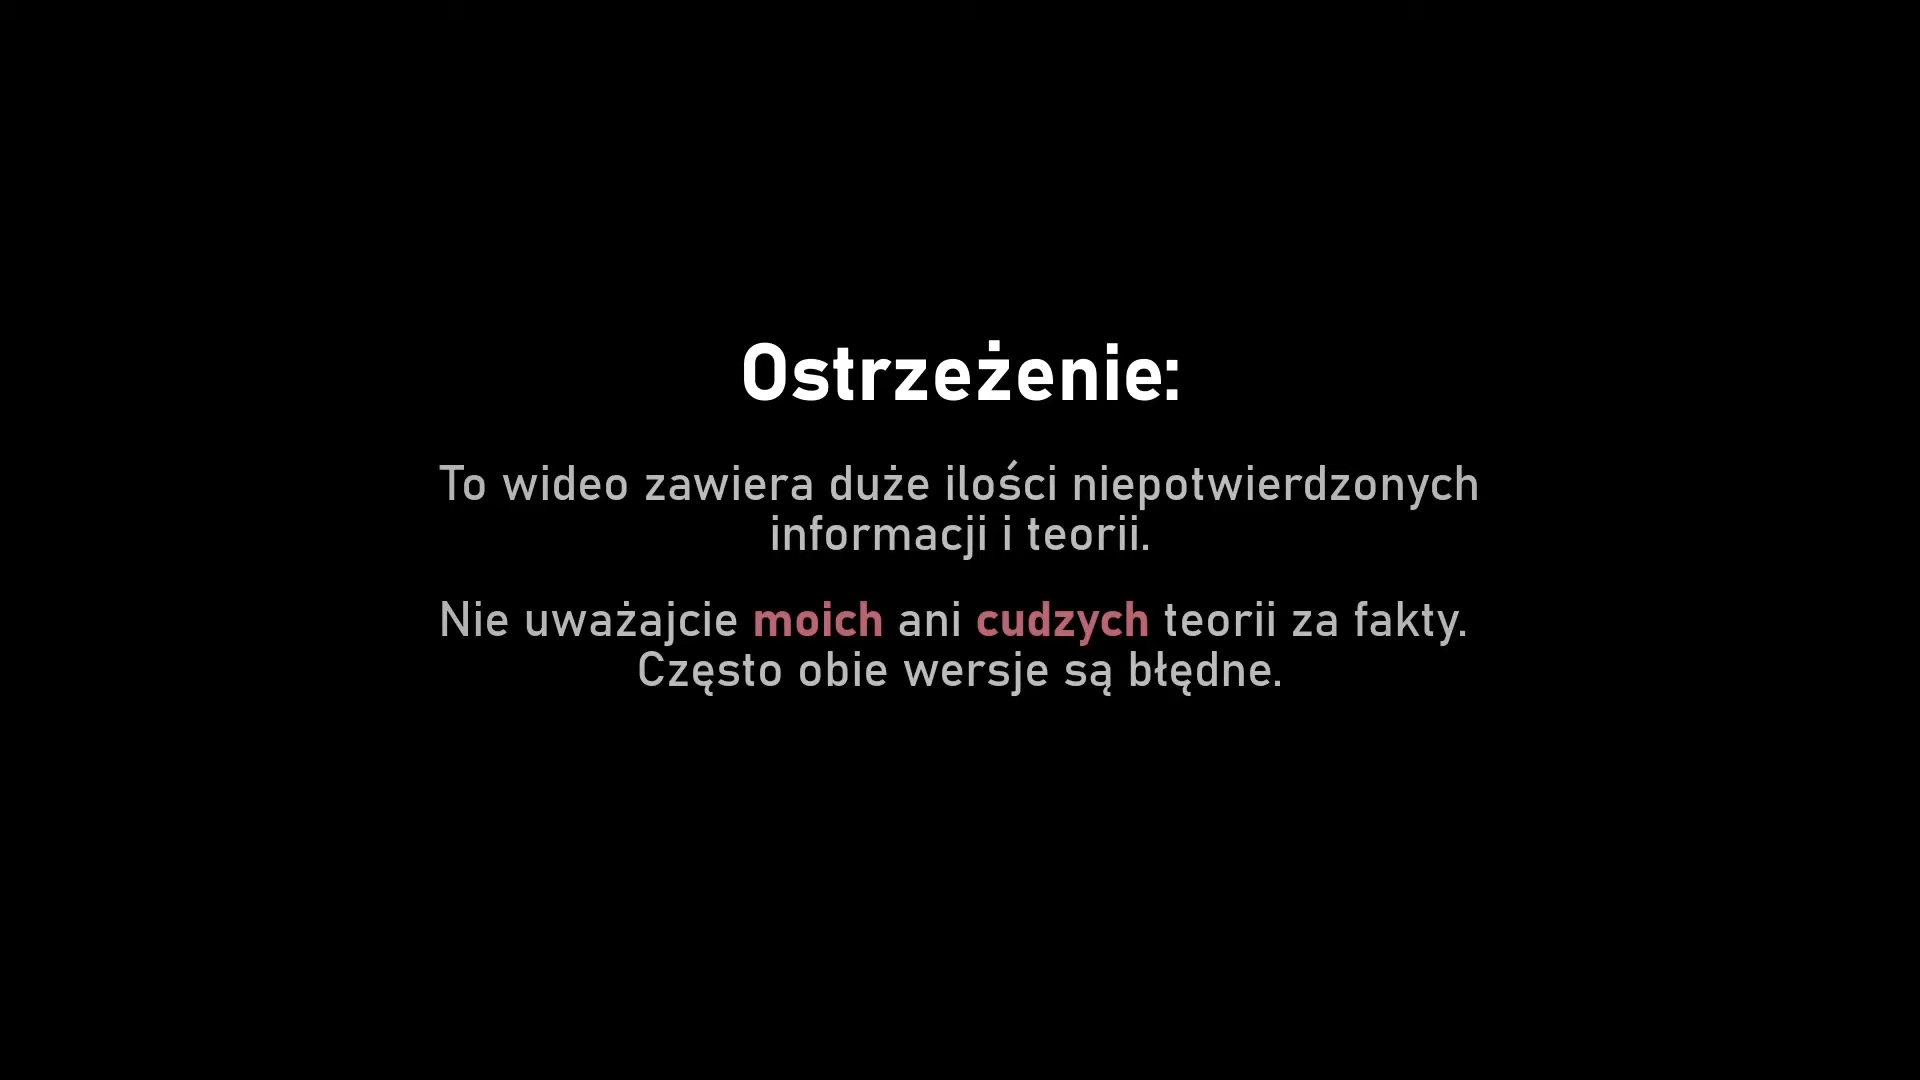 Ostrzeżenie:
To wideo zawiera duże ilości niepotwierdzonych
informacji i teorii.
Nie uważajcie moich ani cudzych teorii za fakty.
Często obie wersje są błędne.